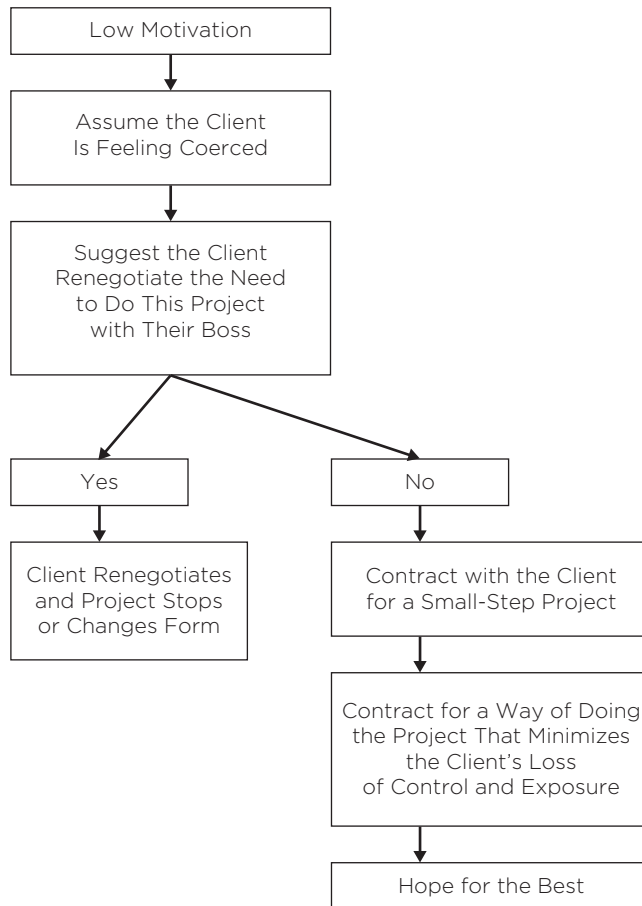 Low Motivation
Assume the Client
Is Feeling Coerced
Suggest the Client
Renegotiate the Need
to Do This Project
with Their Boss
Yes
No
Client Renegotiates
and Project Stops
or Changes Form
Contract with the Client
for a Small-Step Project
Contract for a Way of Doing
the Project That Minimizes
the Client’s Loss
of Control and Exposure
Hope for the Best